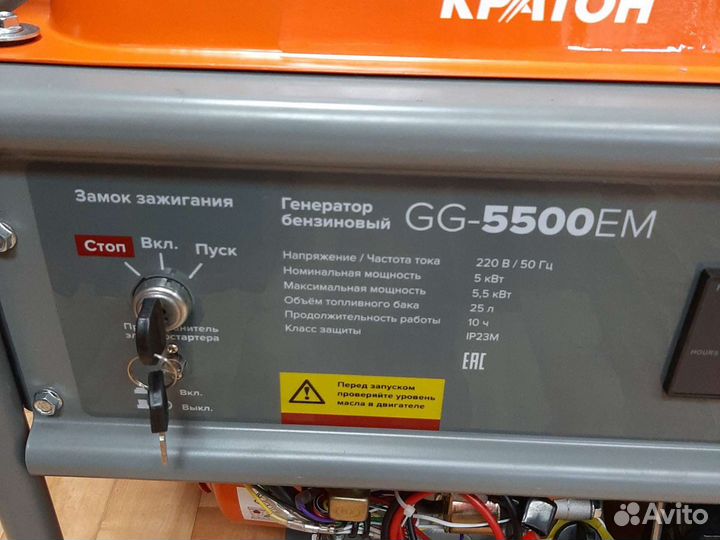 КРАТОН
Замок зажигания
Стоп
Вкл.
Пуск
электростартера
Вкл.
Выкл.
Генератор
бензиновый
GG-5500EM
Напряжение / Частота тока 220 В / 50 Гц
Номинальная мощность 5 кВт
Максимальная мощность 5,5 кВт
Объём топливного бака 25 л
Продолжительность работы 10 ч
Класс защиты IP23M
EAC
Перед запуском
проверяйте уровень
масла в двигателе
HOURS
Avito